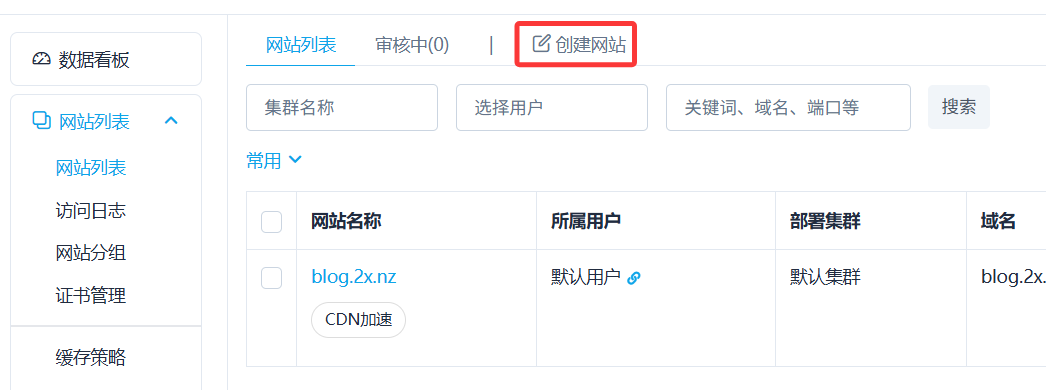 数据看板
网站列表
网站列表
访问日志
网站分组
证书管理
缓存策略
网站列表 审核中(0) | 创建网站
集群名称 选择用户 关键词、域名、端口等 搜索
常用
网站名称 所属用户 部署集群 域名
blog.2x.nz 默认用户 默认集群 blog.2x.
CDN加速